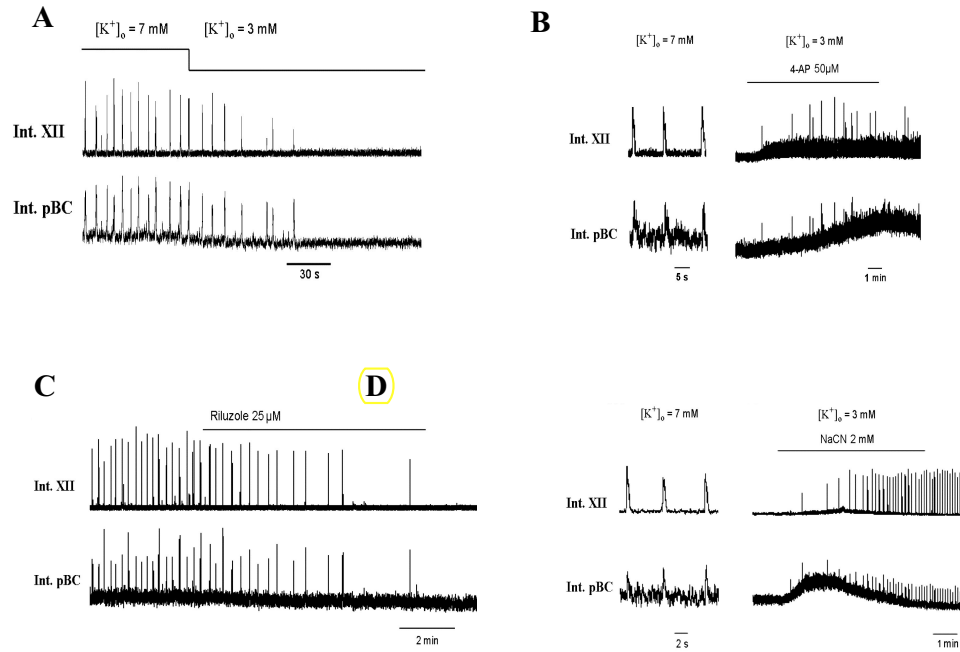 A
[K⁺]ₒ = 7 mM [K⁺]ₒ = 3 mM
Int. XII
Int. pBC
30 s
B
[K⁺]ₒ = 7 mM [K⁺]ₒ = 3 mM
4-AP 50µM
Int. XII
Int. pBC
5 s 1 min
C
Riluzole 25 µM
Int. XII
Int. pBC
2 min
D
[K⁺]ₒ = 7 mM [K⁺]ₒ = 3 mM
NaCN 2 mM
Int. XII
Int. pBC
2 s 1 min